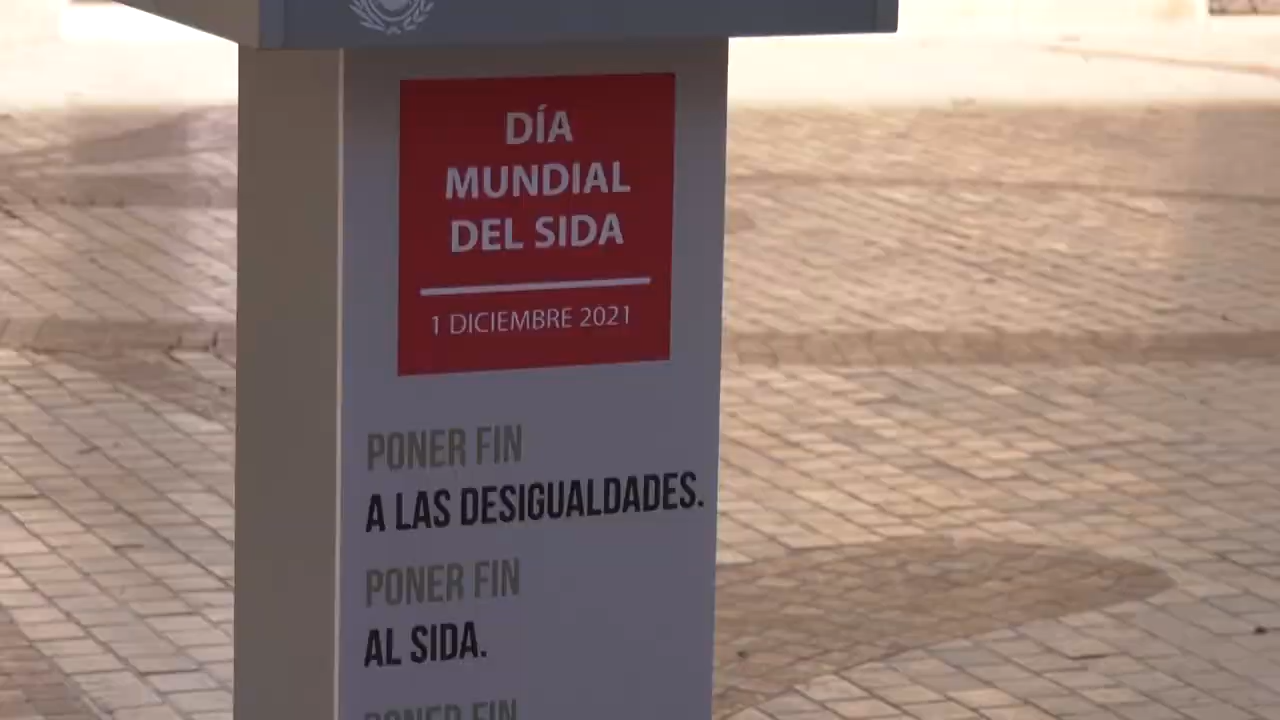 DÍA
MUNDIAL
DEL SIDA
1 DICIEMBRE 2021
PONER FIN
A LAS DESIGUALDADES.
PONER FIN
AL SIDA.
PONER FIN